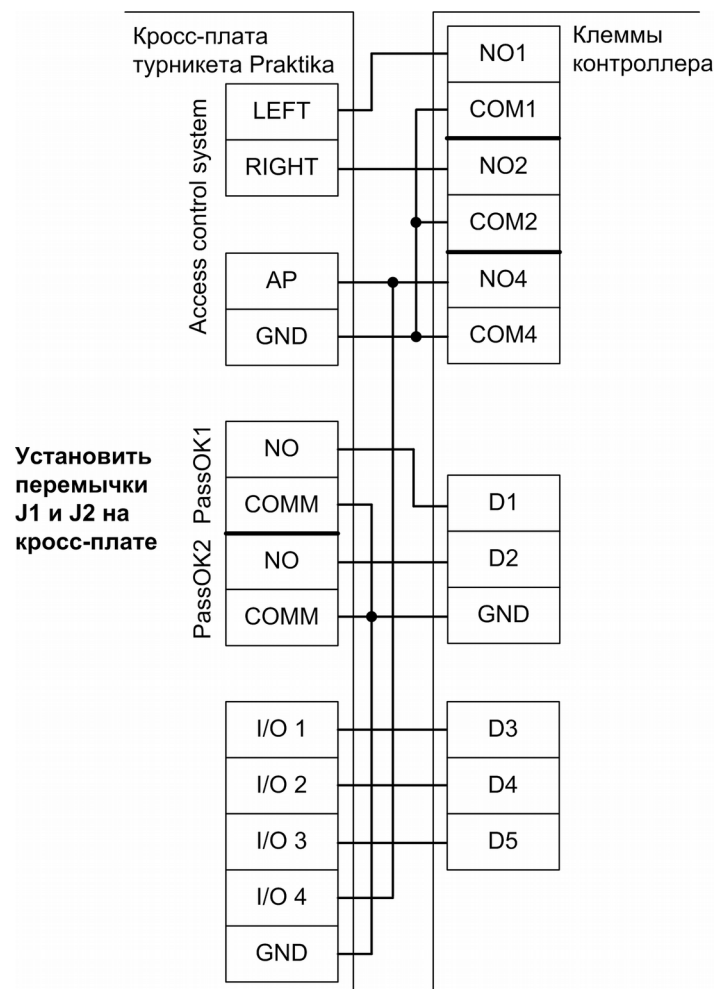 Кросс-плата
турникета Praktika
Клеммы
контроллера
Access control system
LEFT
RIGHT
AP
GND
NO1
COM1
NO2
COM2
NO4
COM4
Установить
перемычки
J1 и J2 на
кросс-плате
PassOK1
NO
COMM
PassOK2
NO
COMM
D1
D2
GND
I/O 1
I/O 2
I/O 3
I/O 4
GND
D3
D4
D5